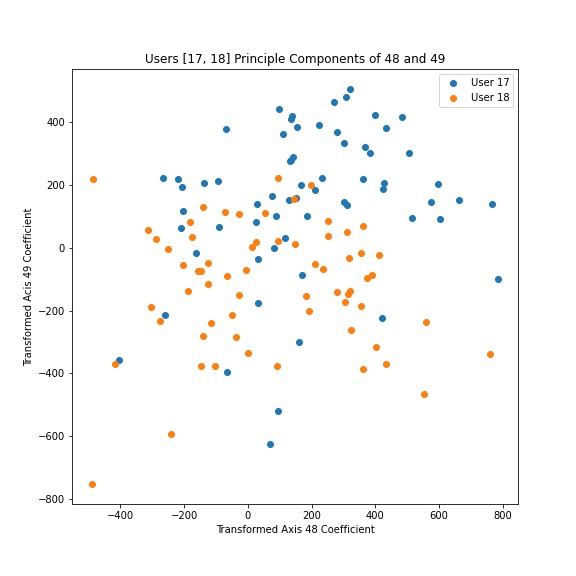 Users [17, 18] Principle Components of 48 and 49
User 17
User 18
Transformed Acis 49 Coefficient
400
200
0
−200
−400
−600
−800
−400
−200
0
200
400
600
800
Transformed Axis 48 Coefficient